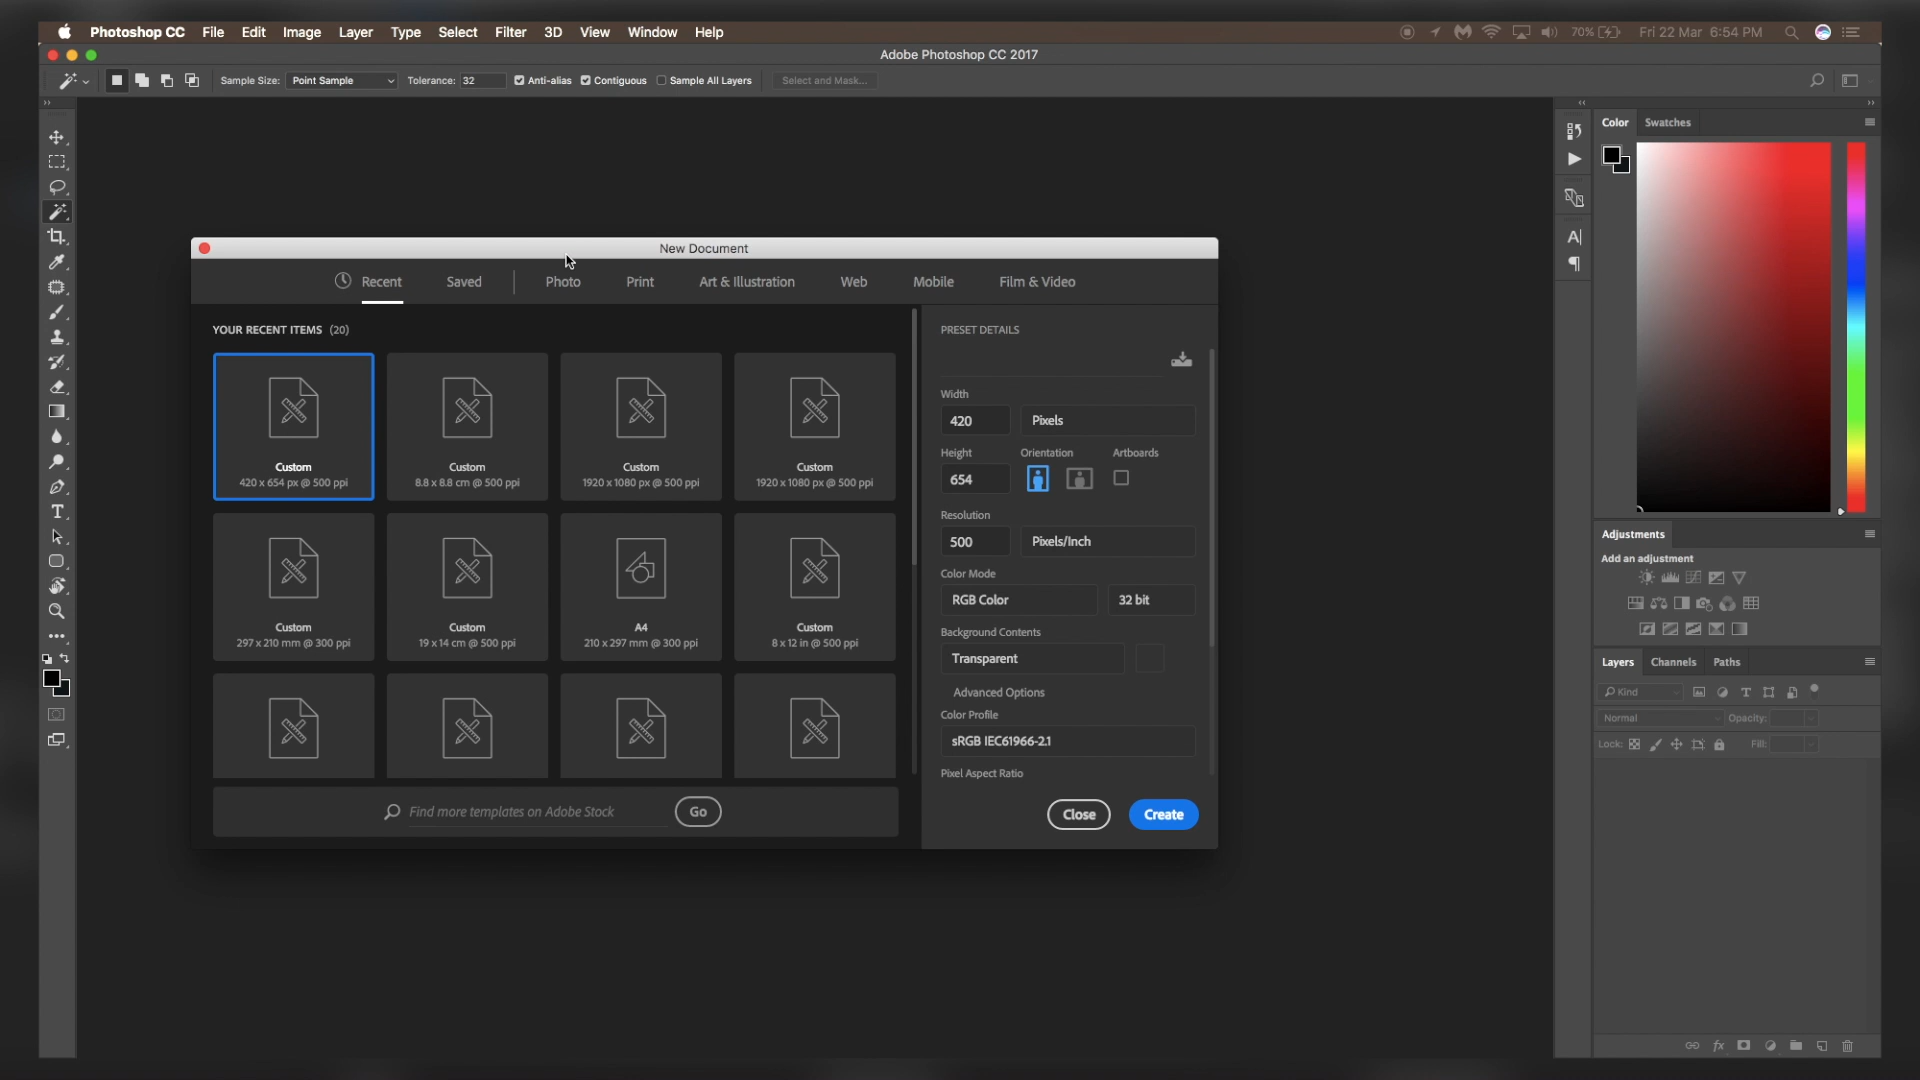 Photoshop CC File Edit Image Layer Type Select Filter 3D View Window Help 70% Fri 22 Mar 6:54 PM
Adobe Photoshop CC 2017
Sample Size: Point Sample Tolerance: 32 Anti-alias Contiguous Sample All Layers Select and Mask...
Color Swatches
New Document
Recent Saved Photo Print Art & Illustration Web Mobile Film & Video
YOUR RECENT ITEMS (20)
Custom
420 x 654 px @ 500 ppi
Custom
8.8 x 8.8 cm @ 500 ppi
Custom
1920 x 1080 px @ 500 ppi
Custom
1920 x 1080 px @ 500 ppi
Custom
297 x 210 mm @ 300 ppi
Custom
19 x 14 cm @ 500 ppi
A4
210 x 297 mm @ 300 ppi
Custom
8 x 12 in @ 500 ppi
Find more templates on Adobe Stock Go
PRESET DETAILS
Width
420 Pixels
Height Orientation Artboards
654
Resolution
500 Pixels/Inch
Color Mode
RGB Color 32 bit
Background Contents
Transparent
Advanced Options
Color Profile
sRGB IEC61966-2.1
Pixel Aspect Ratio
Close Create
Adjustments
Add an adjustment
Layers Channels Paths
Kind
Normal Opacity:
Lock: Fill: